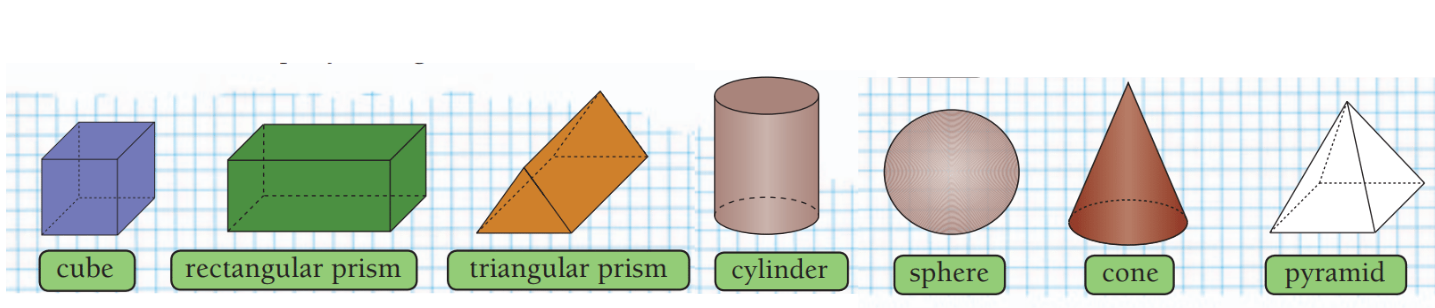 cube
rectangular prism
triangular prism
cylinder
sphere
cone
pyramid